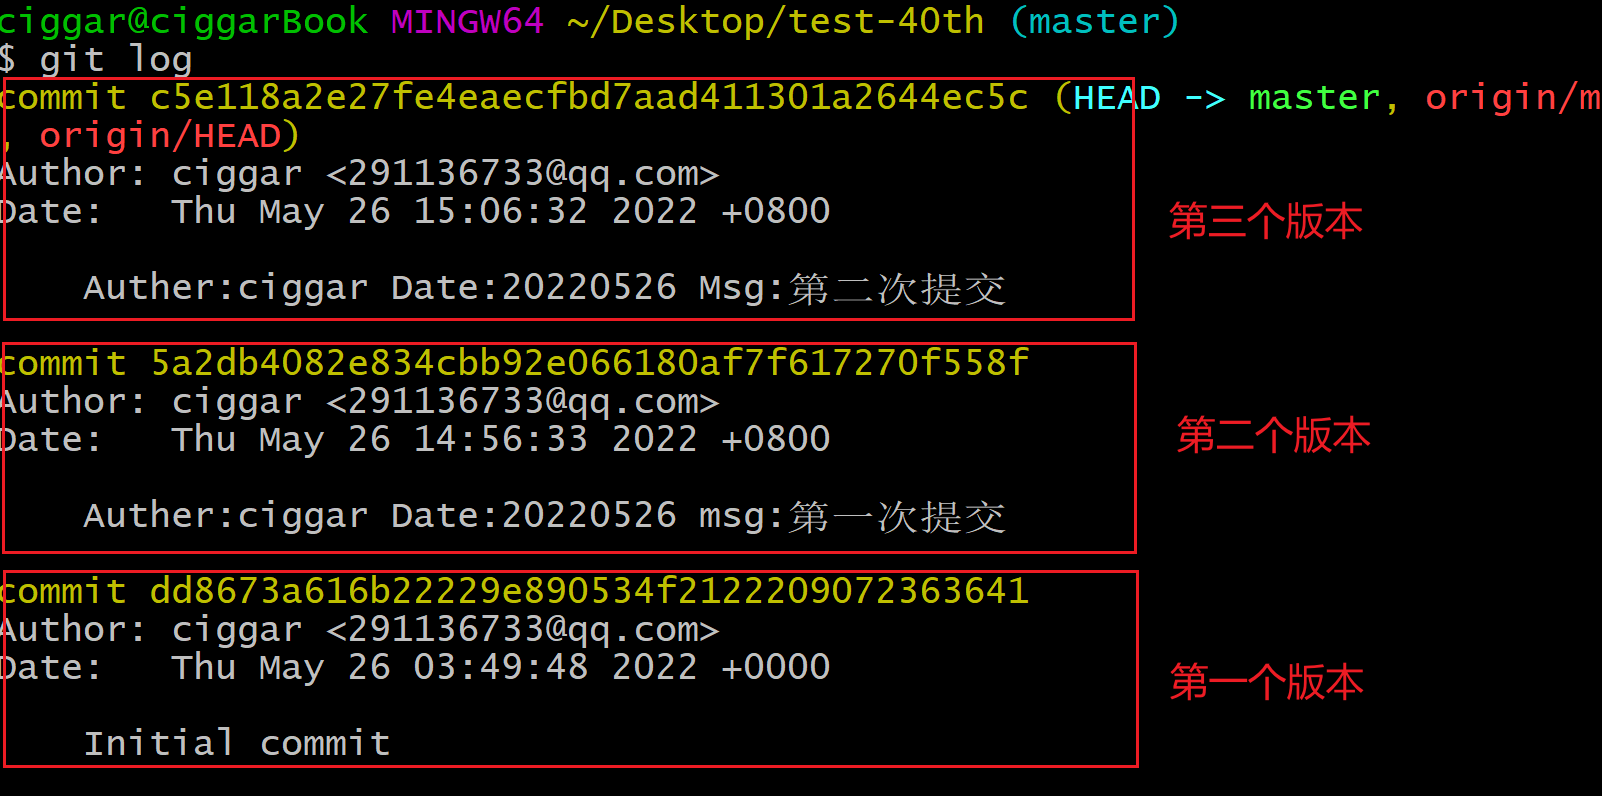 ciggar@ciggarBook MINGW64 ~/Desktop/test-40th (master)
$ git log
commit c5e118a2e27fe4eaecfbd7aad411301a2644ec5c (HEAD -> master, origin/m
, origin/HEAD)
Author: ciggar <291136733@qq.com>
Date:   Thu May 26 15:06:32 2022 +0800
第三个版本
Auther:ciggar Date:20220526 Msg:第二次提交
commit 5a2db4082e834cbb92e066180af7f617270f558f
Author: ciggar <291136733@qq.com>
Date:   Thu May 26 14:56:33 2022 +0800
第二个版本
Auther:ciggar Date:20220526 msg:第一次提交
commit dd8673a616b22229e890534f2122209072363641
Author: ciggar <291136733@qq.com>
Date:   Thu May 26 03:49:48 2022 +0000
第一个版本
Initial commit